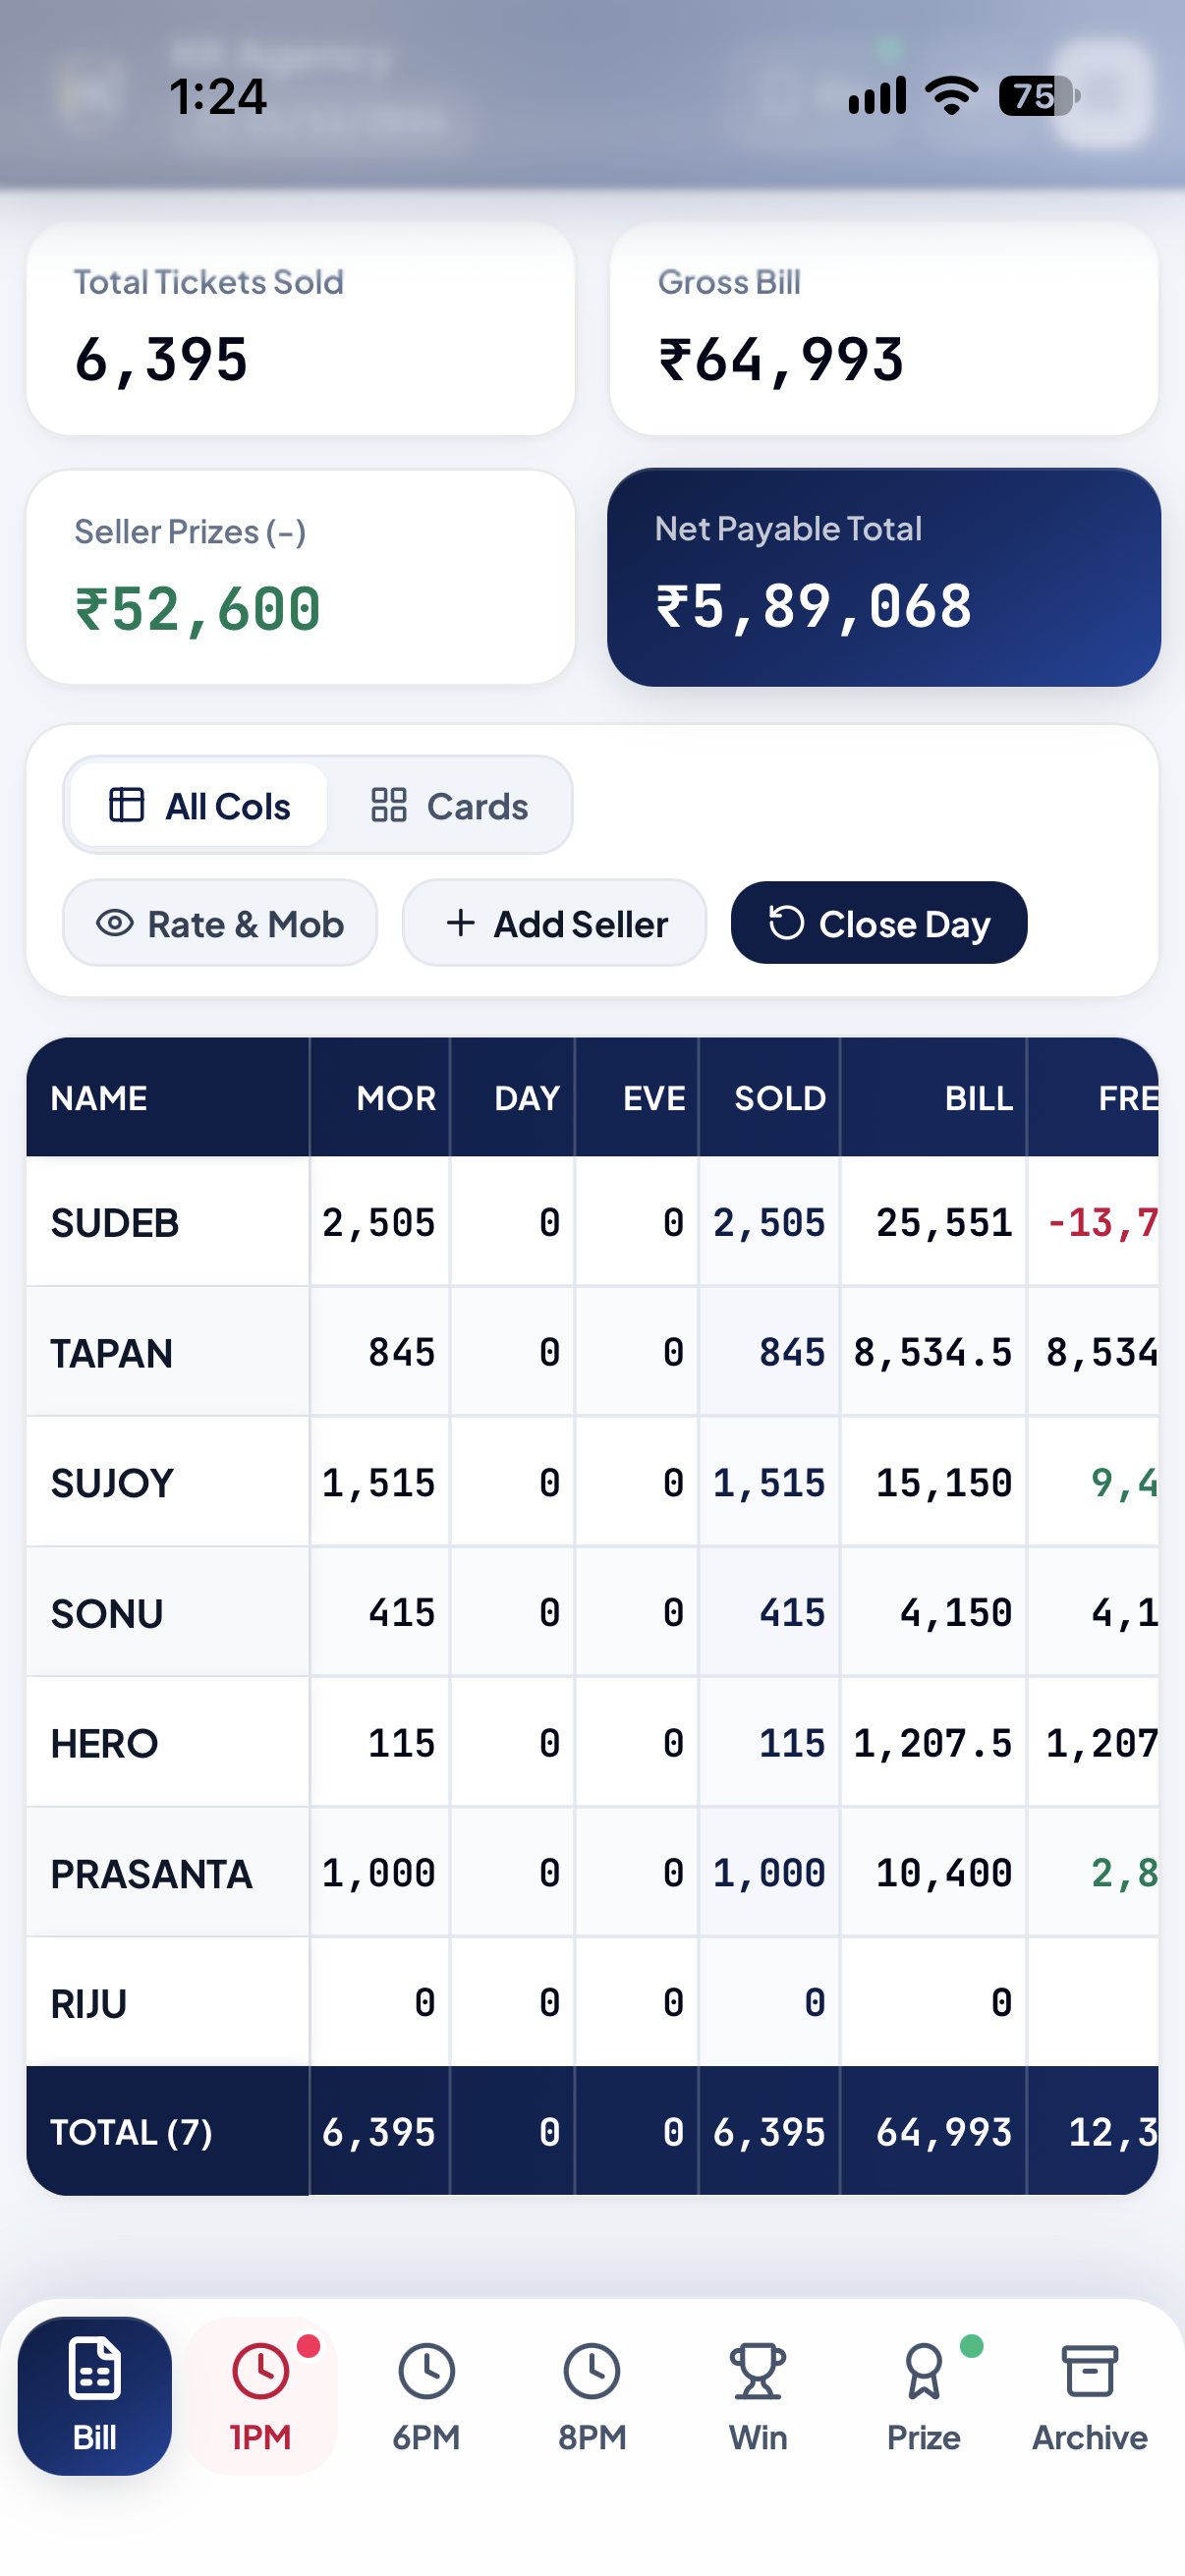 KK Agency
1:24
75
Total Tickets Sold
6,395
Gross Bill
₹64,993
Seller Prizes (-)
₹52,600
Net Payable Total
₹5,89,068
All Cols Cards
Rate & Mob Add Seller Close Day
NAME MOR DAY EVE SOLD BILL FRE
SUDEB 2,505 0 0 2,505 25,551 -13,7
TAPAN 845 0 0 845 8,534.5 8,534
SUJOY 1,515 0 0 1,515 15,150 9,4
SONU 415 0 0 415 4,150 4,1
HERO 115 0 0 115 1,207.5 1,207
PRASANTA 1,000 0 0 1,000 10,400 2,8
RIJU 0 0 0 0 0
TOTAL (7) 6,395 0 0 6,395 64,993 12,3
Bill 1PM 6PM 8PM Win Prize Archive